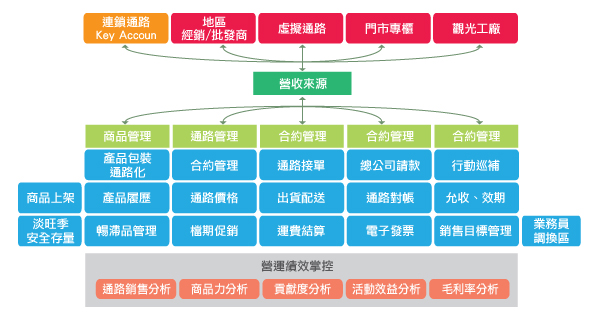 連鎖通路
Key Accoun
地區
經銷/批發商
虛擬通路
門市專櫃
觀光工廠
營收來源
商品管理
通路管理
合約管理
合約管理
合約管理
產品包裝
通路化
合約管理
通路接單
總公司請款
行動巡補
商品上架
產品履歷
通路價格
出貨配送
通路對帳
允收、效期
淡旺季
安全存量
暢滯品管理
檔期促銷
運費結算
電子發票
銷售目標管理
業務員
調換區
營運績效掌控
通路銷售分析
商品力分析
貢獻度分析
活動效益分析
毛利率分析